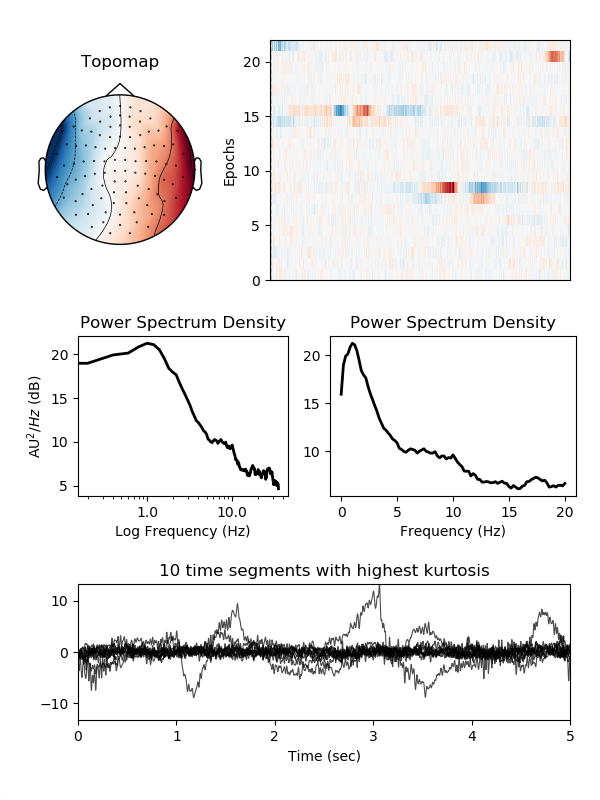 Topomap
Epochs
20
15
10
5
0
Power Spectrum Density
AU²/Hz (dB)
20
15
10
5
1.0 10.0
Log Frequency (Hz)
Power Spectrum Density
20
15
10
0 5 10 15 20
Frequency (Hz)
10 time segments with highest kurtosis
10
0
−10
0 1 2 3 4 5
Time (sec)